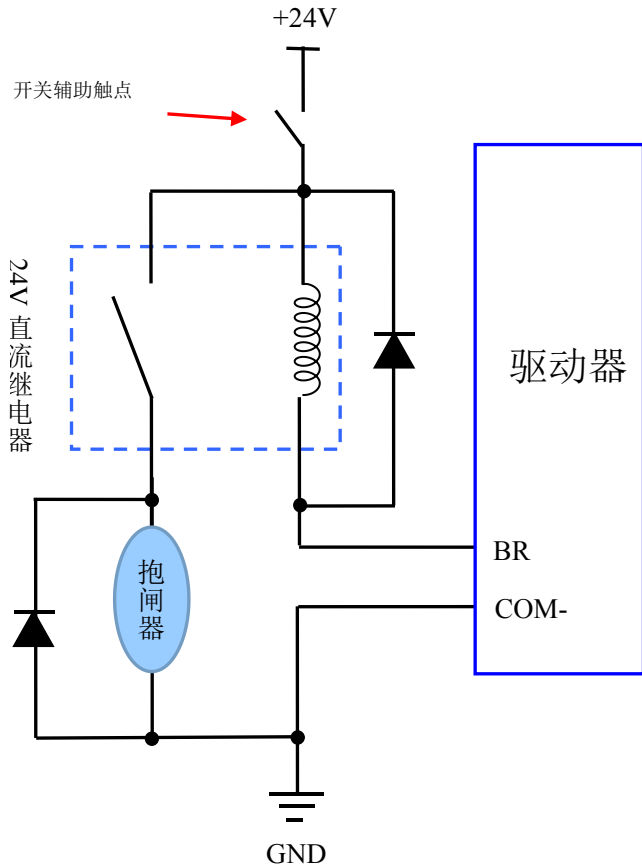 +24V
开关辅助触点
24V 直流继电器
驱动器
BR
抱闸器
COM-
GND